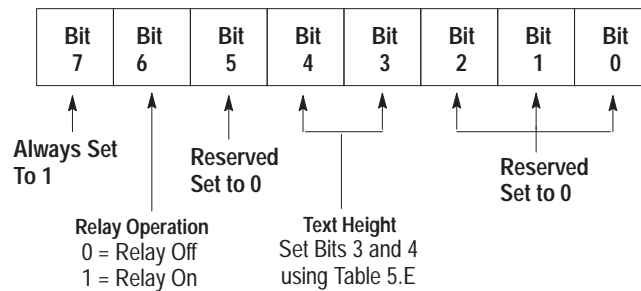 Bit 7
Bit 6
Bit 5
Bit 4
Bit 3
Bit 2
Bit 1
Bit 0
Always Set
To 1
Reserved
Set to 0
Reserved
Set to 0
Relay Operation
0 = Relay Off
1 = Relay On
Text Height
Set Bits 3 and 4
using Table 5.E